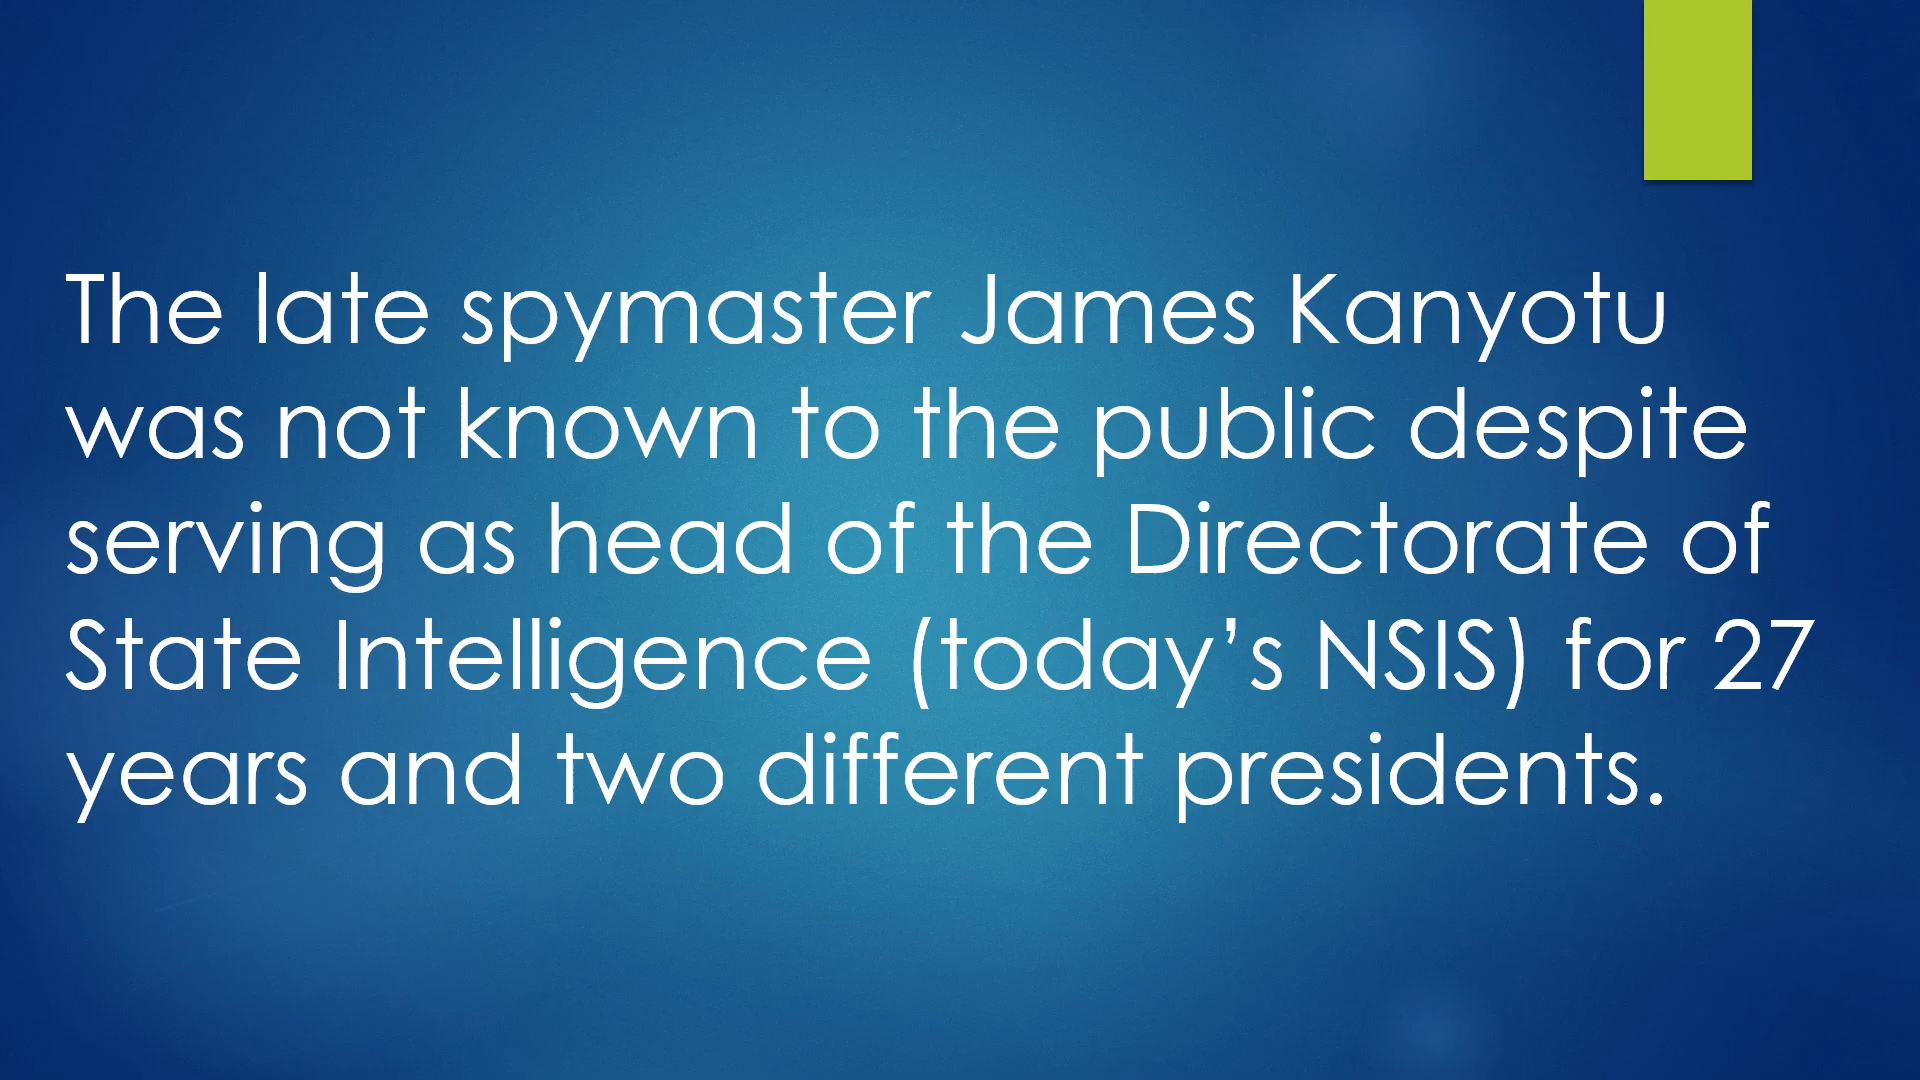 The late spymaster James Kanyotu
was not known to the public despite
serving as head of the Directorate of
State Intelligence (today’s NSIS) for 27
years and two different presidents.